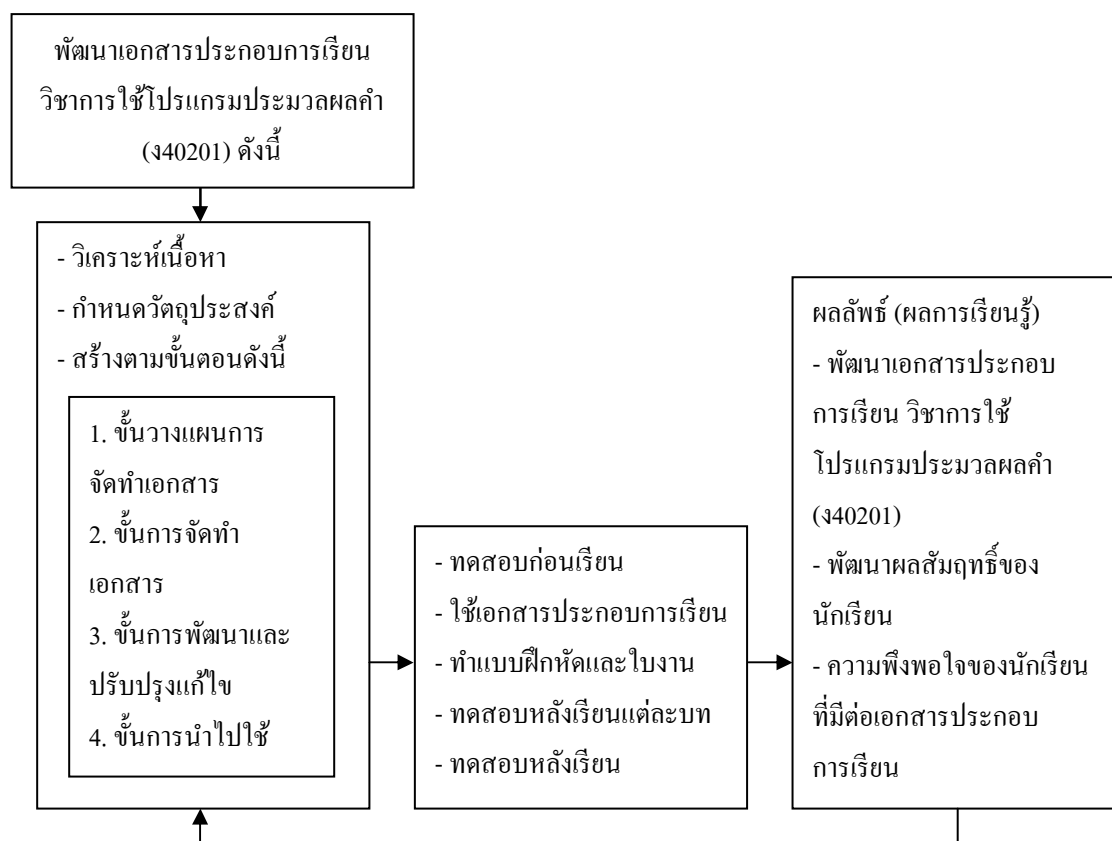 พัฒนาเอกสารประกอบการเรียน
วิชาการใช้โปรแกรมประมวลผลคำ
(ง40201) ดังนี้
- วิเคราะห์เนื้อหา
- กำหนดวัตถุประสงค์
- สร้างตามขั้นตอนดังนี้
1. ขั้นวางแผนการ
จัดทำเอกสาร
2. ขั้นการจัดทำ
เอกสาร
3. ขั้นการพัฒนาและ
ปรับปรุงแก้ไข
4. ขั้นการนำไปใช้
- ทดสอบก่อนเรียน
- ใช้เอกสารประกอบการเรียน
- ทำแบบฝึกหัดและใบงาน
- ทดสอบหลังเรียนแต่ละบท
- ทดสอบหลังเรียน
ผลลัพธ์ (ผลการเรียนรู้)
- พัฒนาเอกสารประกอบ
การเรียน วิชาการใช้
โปรแกรมประมวลผลคำ
(ง40201)
- พัฒนาผลสัมฤทธิ์ของ
นักเรียน
- ความพึงพอใจของนักเรียน
ที่มีต่อเอกสารประกอบ
การเรียน